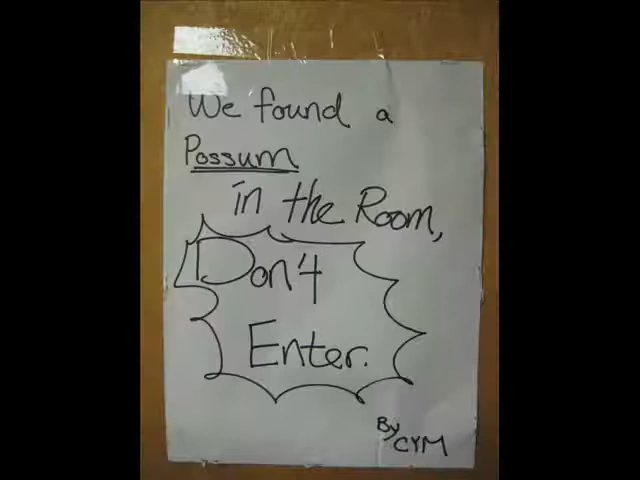 We found a
Possum
in the Room,
Don't
Enter.
By
CYM